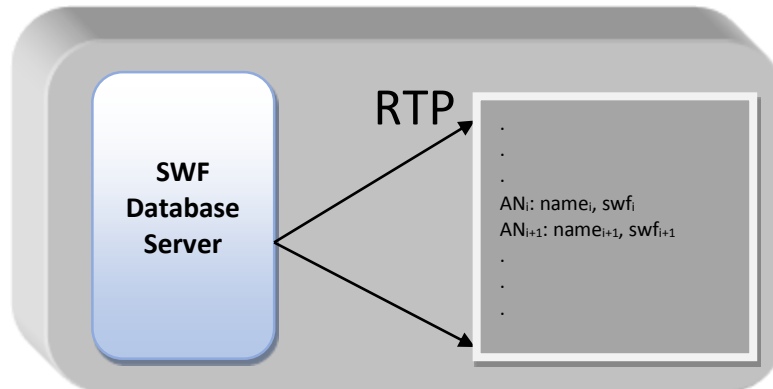 SWF
Database
Server
RTP
.
.
.
ANᵢ: nameᵢ, swfᵢ
ANᵢ₊₁: nameᵢ₊₁, swfᵢ₊₁
.
.
.